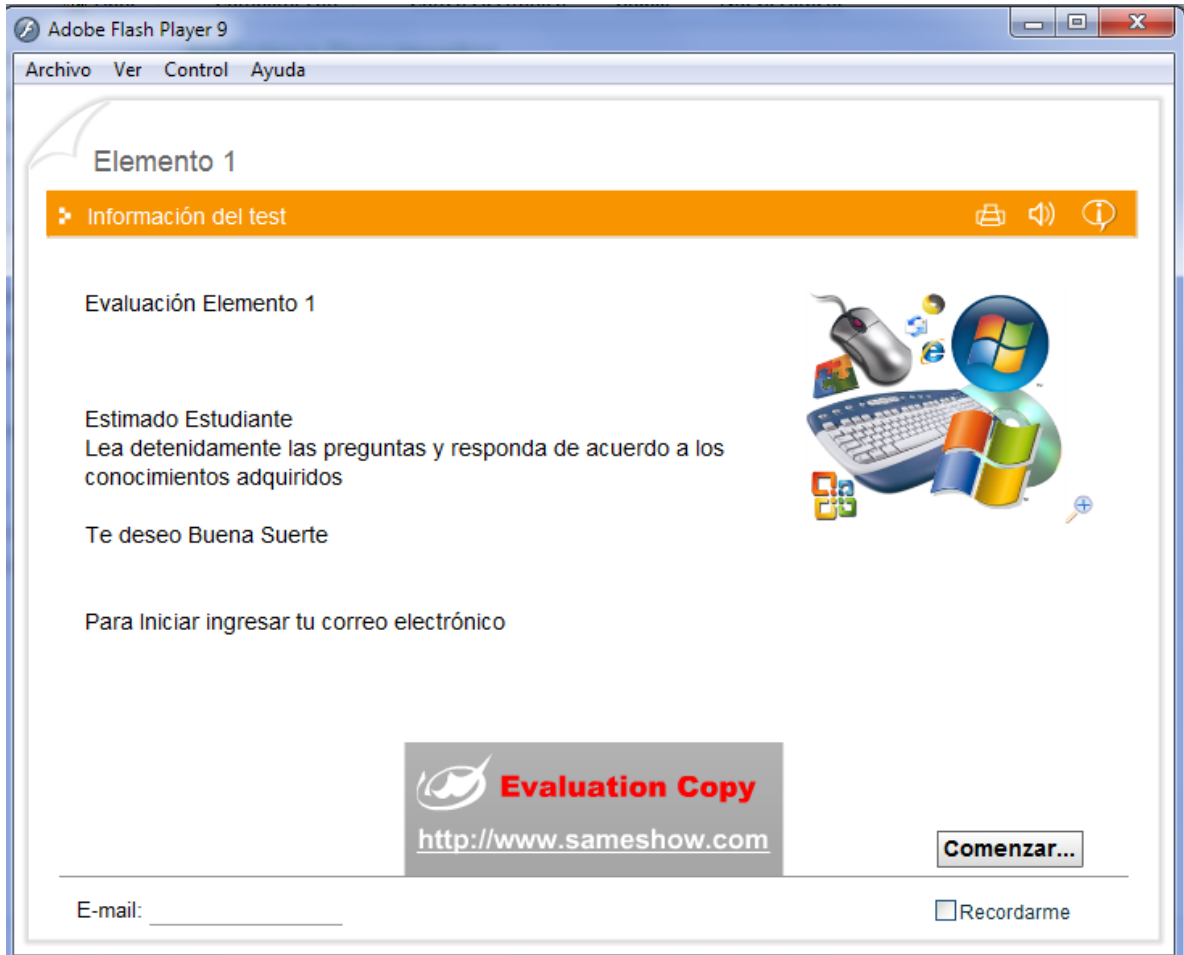 Adobe Flash Player 9
Archivo Ver Control Ayuda
Elemento 1
Información del test
Evaluación Elemento 1
Estimado Estudiante
Lea detenidamente las preguntas y responda de acuerdo a los
conocimientos adquiridos
Te deseo Buena Suerte
Para Iniciar ingresar tu correo electrónico
Evaluation Copy
http://www.sameshow.com
Comenzar...
E-mail:
Recordarme